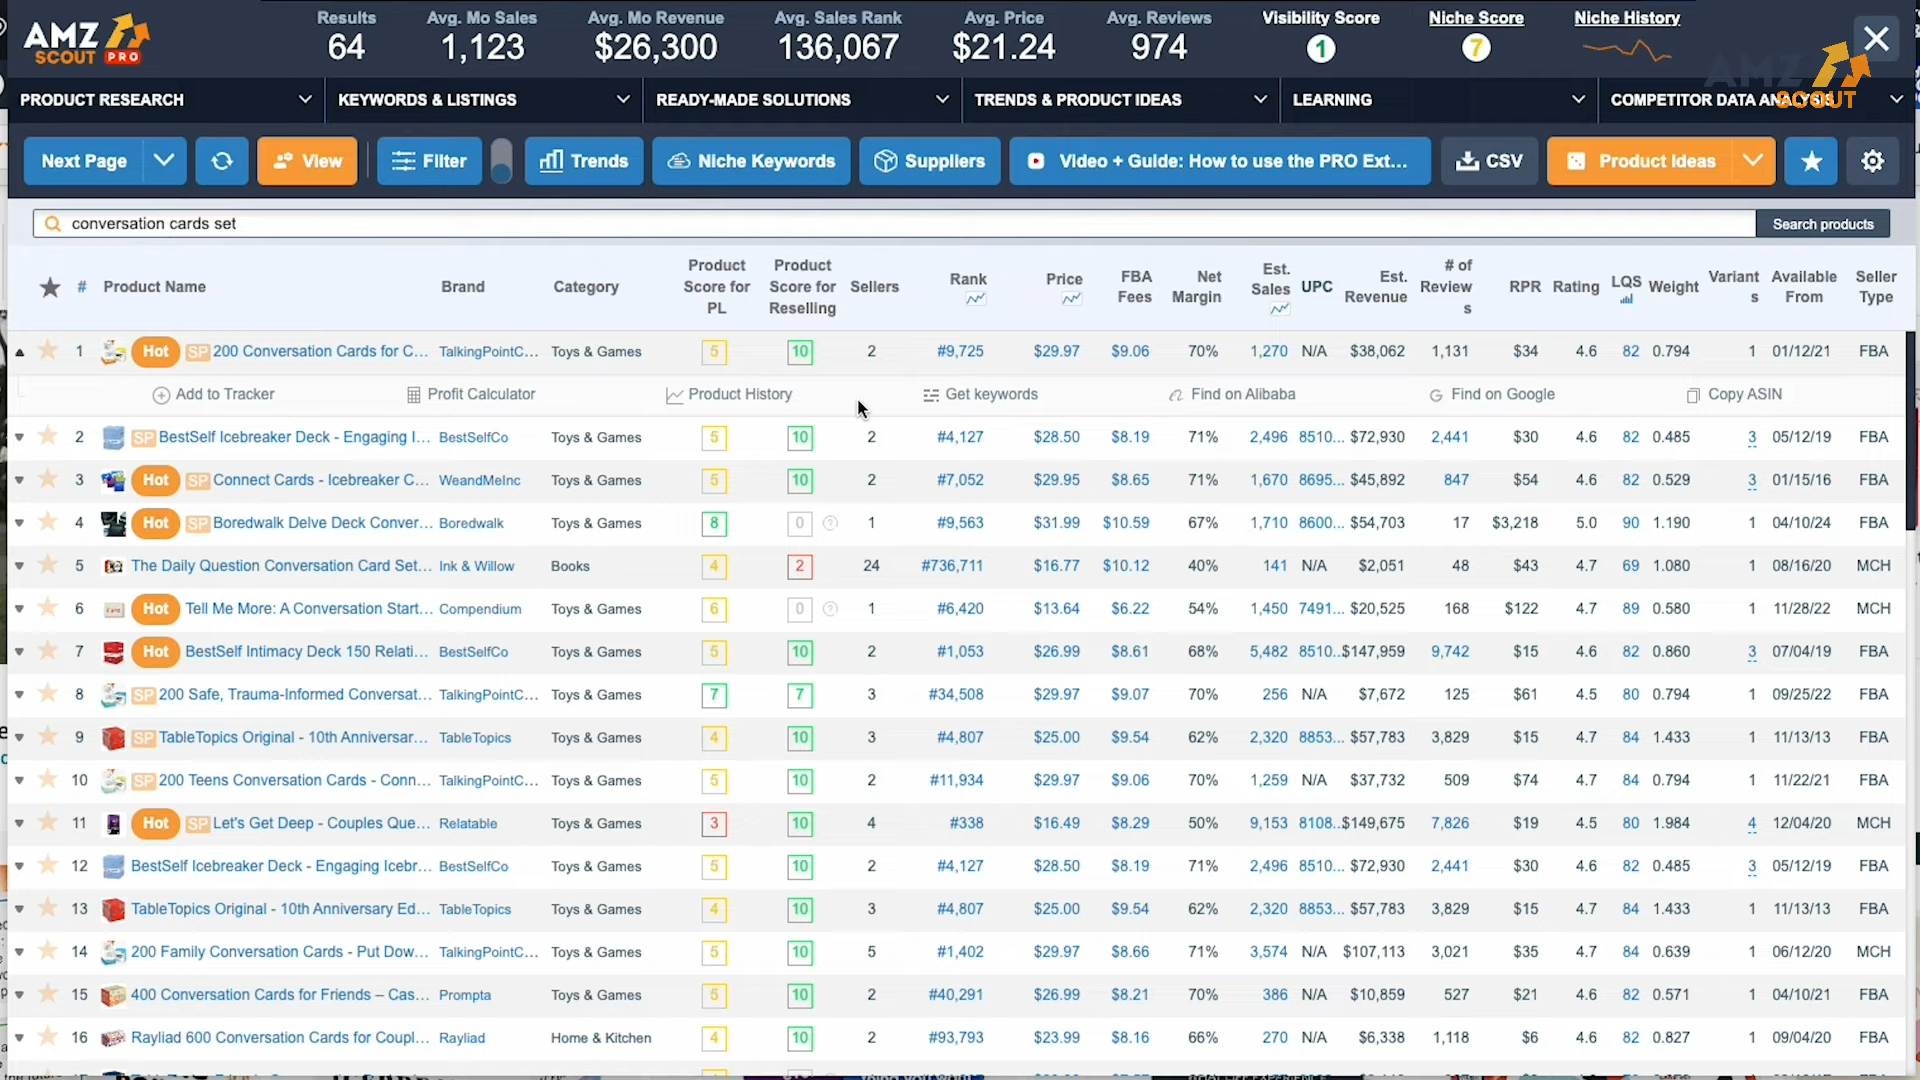 AMZ SCOUT PRO
Results 64
Avg. Mo Sales 1,123
Avg. Mo Revenue $26,300
Avg. Sales Rank 136,067
Avg. Price $21.24
Avg. Reviews 974
Visibility Score 1
Niche Score 7
Niche History
AMZ SCOUT
PRODUCT RESEARCH KEYWORDS & LISTINGS READY-MADE SOLUTIONS TRENDS & PRODUCT IDEAS LEARNING COMPETITOR DATA ANALYSIS
Next Page View Filter Trends Niche Keywords Suppliers Video + Guide: How to use the PRO Ext... CSV Product Ideas
conversation cards set Search products
# Product Name Brand Category Product Score for PL Product Score for Reselling Sellers Rank Price FBA Fees Net Margin Est. Sales UPC Est. Revenue # of Reviews RPR Rating LQS Weight Variants Available From Seller Type
1 Hot SP 200 Conversation Cards for C... TalkingPointC... Toys & Games 5 10 2 #9,725 $29.97 $9.06 70% 1,270 N/A $38,062 1,131 $34 4.6 82 0.794 1 01/12/21 FBA
Add to Tracker Profit Calculator Product History Get keywords Find on Alibaba Find on Google Copy ASIN
2 SP BestSelf Icebreaker Deck - Engaging I... BestSelfCo Toys & Games 5 10 2 #4,127 $28.50 $8.19 71% 2,496 8510... $72,930 2,441 $30 4.6 82 0.485 3 05/12/19 FBA
3 Hot SP Connect Cards - Icebreaker C... WeandMeInc Toys & Games 5 10 2 #7,052 $29.95 $8.65 71% 1,670 8695... $45,892 847 $54 4.6 82 0.529 3 01/15/16 FBA
4 Hot SP Boredwalk Delve Deck Conver... Boredwalk Toys & Games 8 0 ? 1 #9,563 $31.99 $10.59 67% 1,710 8600... $54,703 17 $3,218 5.0 90 1.190 1 04/10/24 FBA
5 The Daily Question Conversation Card Set... Ink & Willow Books 4 2 24 #736,711 $16.77 $10.12 40% 141 N/A $2,051 48 $43 4.7 69 1.080 1 08/16/20 MCH
6 Hot Tell Me More: A Conversation Start... Compendium Toys & Games 6 0 ? 1 #6,420 $13.64 $6.22 54% 1,450 7491... $20,525 168 $122 4.7 89 0.580 1 11/28/22 MCH
7 Hot BestSelf Intimacy Deck 150 Relati... BestSelfCo Toys & Games 5 10 2 #1,053 $26.99 $8.61 68% 5,482 8510.. $147,959 9,742 $15 4.6 82 0.860 3 07/04/19 FBA
8 SP 200 Safe, Trauma-Informed Conversat... TalkingPointC... Toys & Games 7 7 3 #34,508 $29.97 $9.07 70% 256 N/A $7,672 125 $61 4.5 80 0.794 1 09/25/22 FBA
9 SP TableTopics Original - 10th Anniversar... TableTopics Toys & Games 4 10 3 #4,807 $25.00 $9.54 62% 2,320 8853... $57,783 3,829 $15 4.7 84 1.433 1 11/13/13 FBA
10 SP 200 Teens Conversation Cards - Conn... TalkingPointC... Toys & Games 5 10 2 #11,934 $29.97 $9.06 70% 1,259 N/A $37,732 509 $74 4.7 84 0.794 1 11/22/21 FBA
11 Hot SP Let's Get Deep - Couples Que... Relatable Toys & Games 3 10 4 #338 $16.49 $8.29 50% 9,153 8108.. $149,675 7,826 $19 4.5 80 1.984 4 12/04/20 MCH
12 BestSelf Icebreaker Deck - Engaging Icebr... BestSelfCo Toys & Games 5 10 2 #4,127 $28.50 $8.19 71% 2,496 8510... $72,930 2,441 $30 4.6 82 0.485 3 05/12/19 FBA
13 TableTopics Original - 10th Anniversary Ed... TableTopics Toys & Games 4 10 3 #4,807 $25.00 $9.54 62% 2,320 8853... $57,783 3,829 $15 4.7 84 1.433 1 11/13/13 FBA
14 200 Family Conversation Cards - Put Dow... TalkingPointC... Toys & Games 5 10 5 #1,402 $29.97 $8.66 71% 3,574 N/A $107,113 3,021 $35 4.7 84 0.639 1 06/12/20 MCH
15 400 Conversation Cards for Friends – Cas... Prompta Toys & Games 5 10 2 #40,291 $26.99 $8.21 70% 386 N/A $10,859 527 $21 4.6 82 0.571 1 04/10/21 FBA
16 Rayliad 600 Conversation Cards for Coupl... Rayliad Home & Kitchen 4 10 2 #93,793 $23.99 $8.16 66% 270 N/A $6,338 1,118 $6 4.6 82 0.827 1 09/04/20 FBA